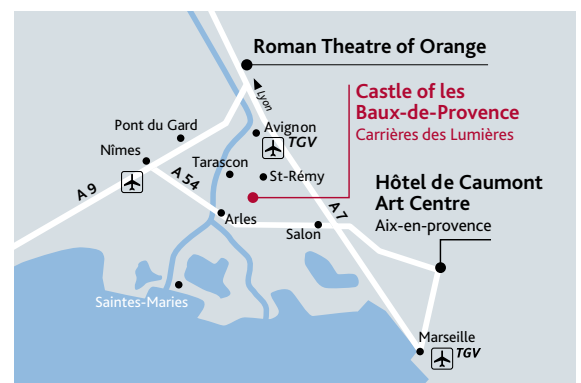 Roman Theatre of Orange
Lyon
Castle of les
Baux-de-Provence
Carrières des Lumières
Pont du Gard
Avignon
TGV
Nîmes
Tarascon
St-Rémy
A 9
A 54
Hôtel de Caumont
Art Centre
Aix-en-provence
A 7
Arles
Salon
Saintes-Maries
Marseille
TGV